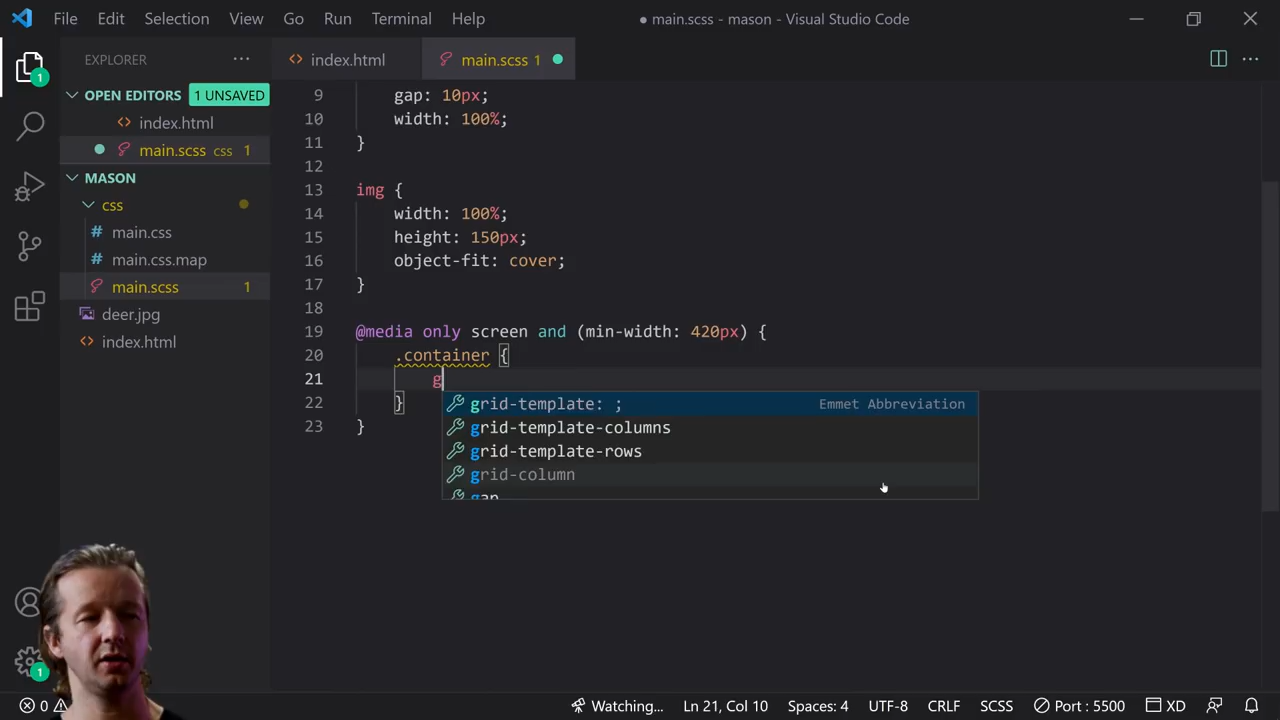 File Edit Selection View Go Run Terminal Help
● main.scss - mason - Visual Studio Code
EXPLORER
OPEN EDITORS 1 UNSAVED
index.html
main.scss css 1
MASON
css
main.css
main.css.map
main.scss 1
deer.jpg
index.html
1
1
index.html
main.scss 1
9 gap: 10px;
10 width: 100%;
11 }
12
13 img {
14 width: 100%;
15 height: 150px;
16 object-fit: cover;
17 }
18
19 @media only screen and (min-width: 420px) {
20 .container {
21 g
22 }
23 }
grid-template: ; Emmet Abbreviation
grid-template-columns
grid-template-rows
grid-column
gap
0 Watching... Ln 21, Col 10 Spaces: 4 UTF-8 CRLF SCSS Port : 5500 XD